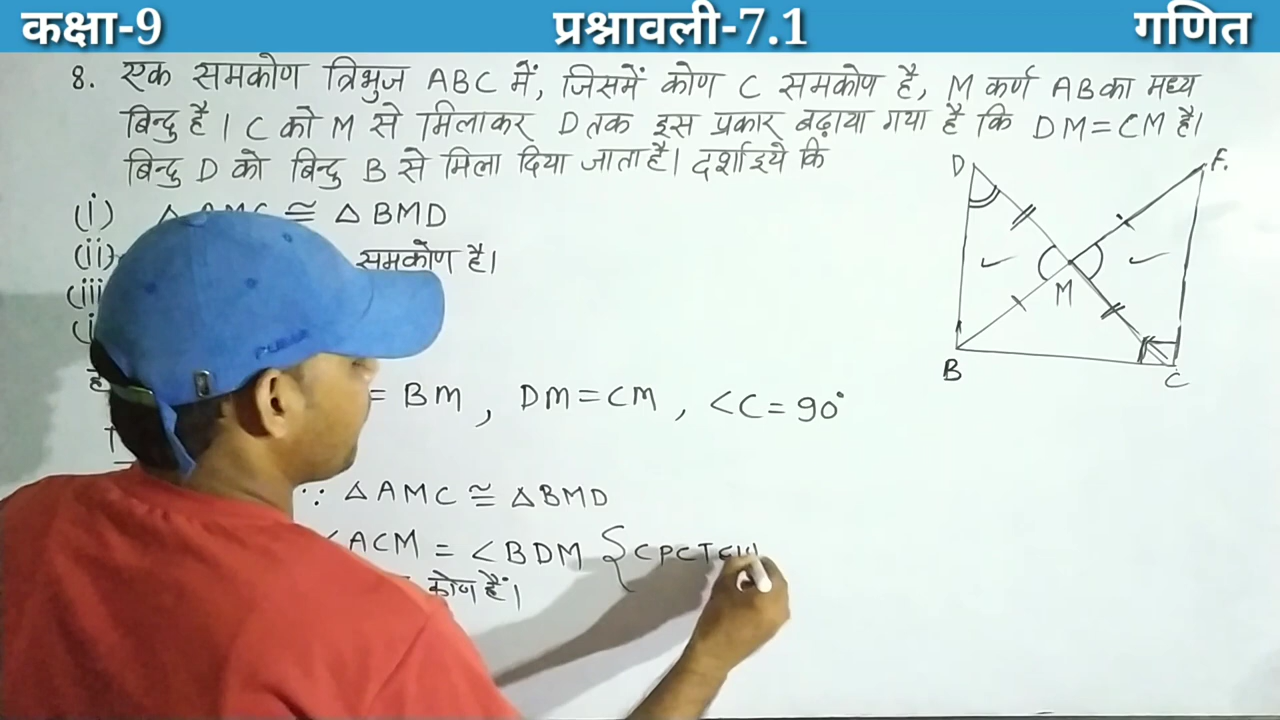 कक्षा-9 प्रश्नावली-7.1 गणित
8. एक समकोण त्रिभुज ABC में, जिसमें कोण C समकोण है, M कर्ण AB का मध्य
बिन्दु है। C को M से मिलाकर D तक इस प्रकार बढ़ाया गया है कि DM=CM है।
बिन्दु D को बिन्दु B से मिला दिया जाता है। दर्शाइये कि
(i) △ AMC ≅ △ BMD
(ii) समकोण है।
(iii
(i
= BM, DM=CM, <C=90°
∵ △AMC ≅ △BMD
<ACM = <BDM { CPCT
कोण हैं।
D
M
B
C